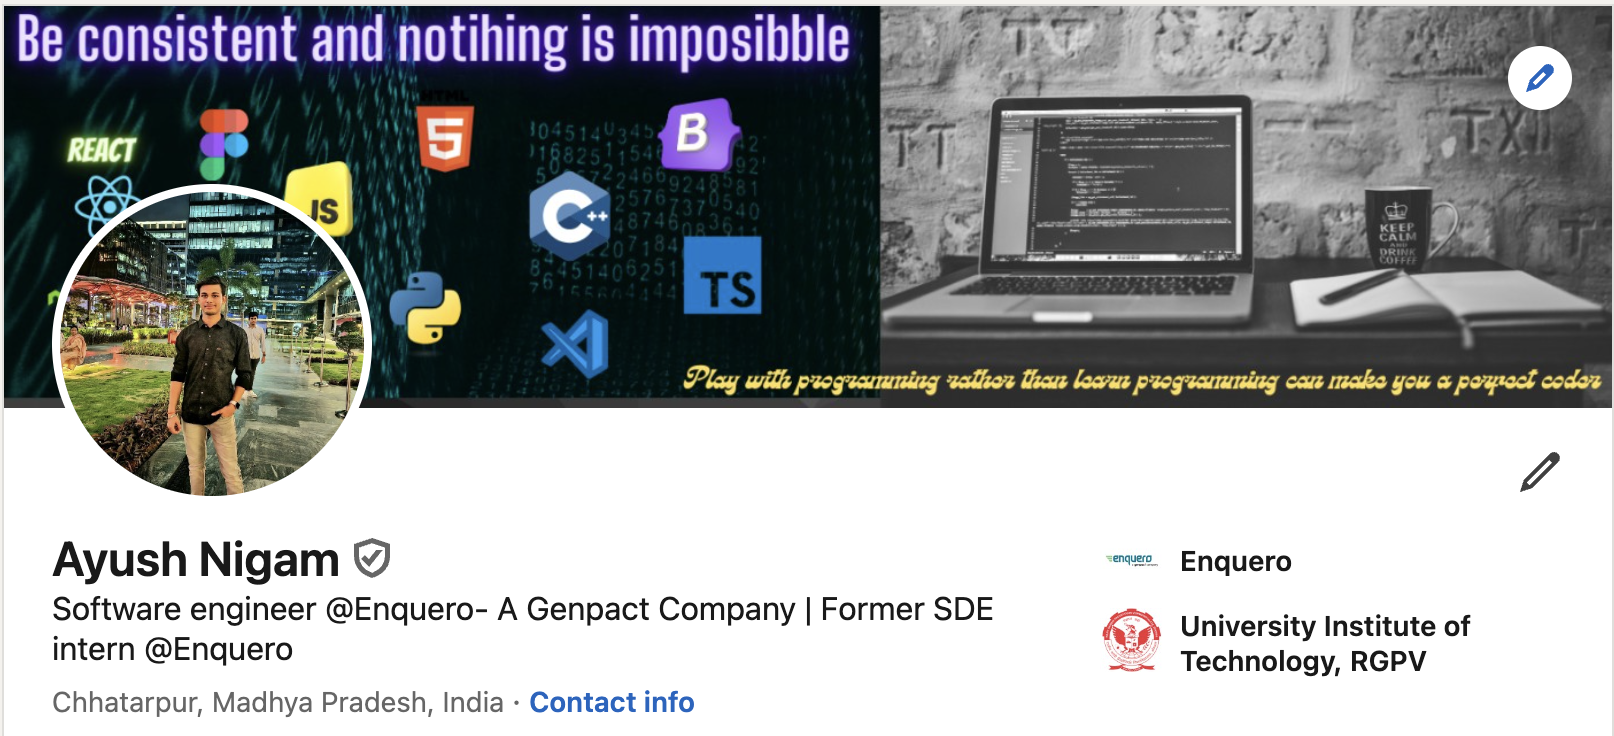 Be consistent and notihing is imposibble
HTML
REACT
JS
B
C++
TS
KEEP
CALM
AND
DRINK
COFFEE
Play with programming rather than learn programming can make you a perfect coder
Ayush Nigam
Software engineer @Enquero- A Genpact Company | Former SDE
intern @Enquero
Chhatarpur, Madhya Pradesh, India · Contact info
enquero
Enquero
University Institute of
Technology, RGPV